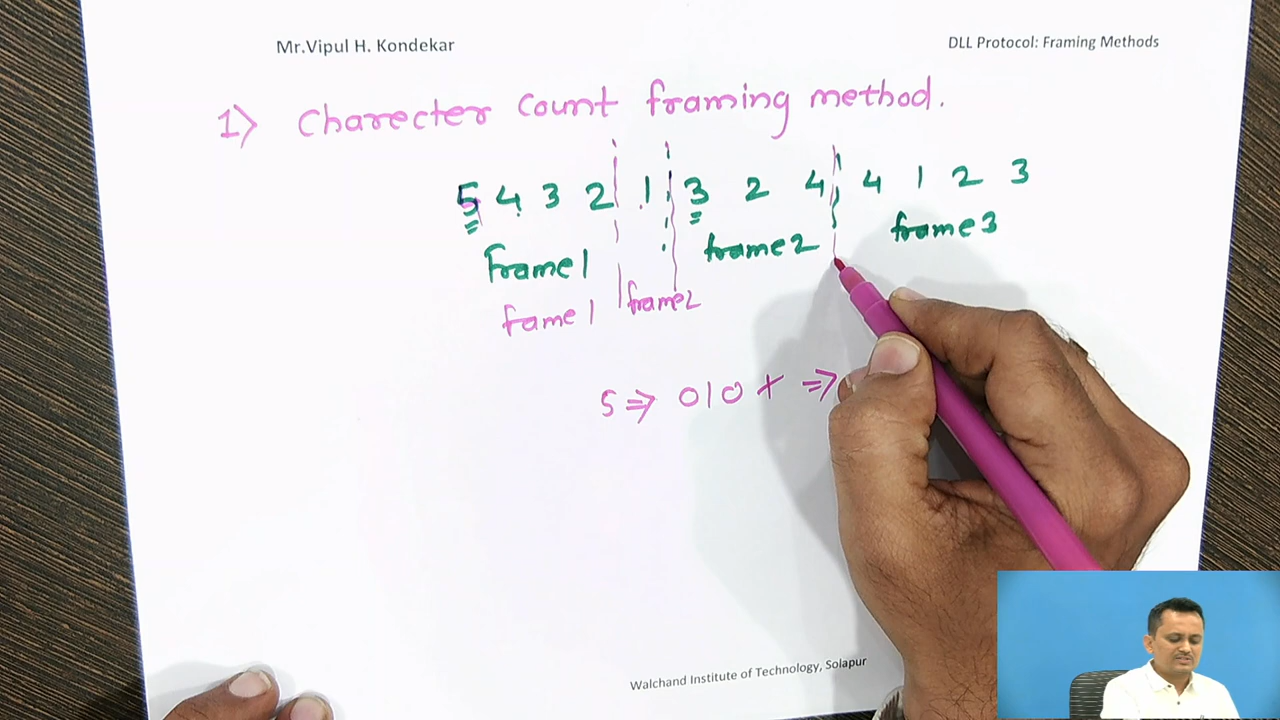 Mr.Vipul H. Kondekar
DLL Protocol: Framing Methods
1) Charecter count framing method.
5 4 3 2 1 3 2 4 4 1 2 3
Frame1 frame2 frame3
fame1 frame2
5 ⇒ 010 ⇒
Walchand Institute of Technology, Solapur